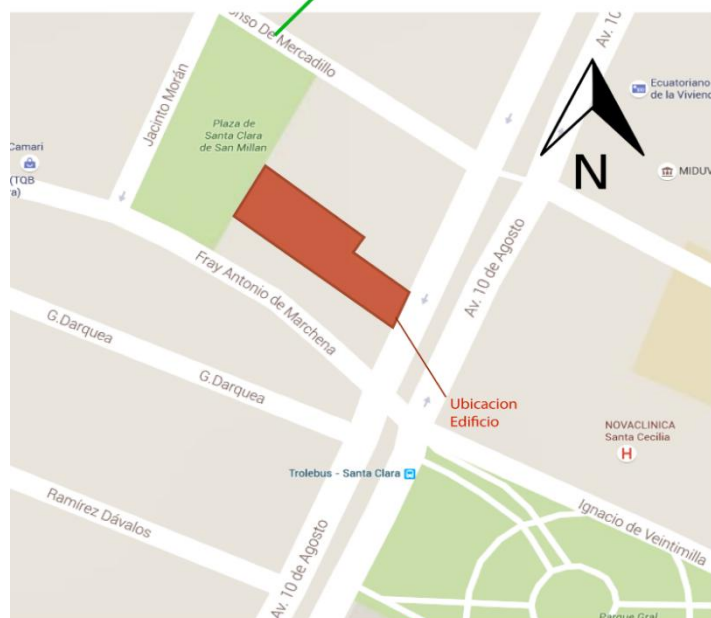 onso De Mercadillo
Av. 10
Jacinto Morán
Ecuatoriano
de la Vivien
Plaza de
Santa Clara
de San Millan
Camari
(TQB
a)
N
MIDUV
Fray Antonio de Marchena
Av. 10 de Agosto
G.Darquea
G.Darquea
Ubicacion
Edificio
NOVACLINICA
Santa Cecilia
H
Trolebus - Santa Clara
Ramírez Dávalos
Ignacio de Veintimilla
Av. 10 de Agosto
Parque Gral